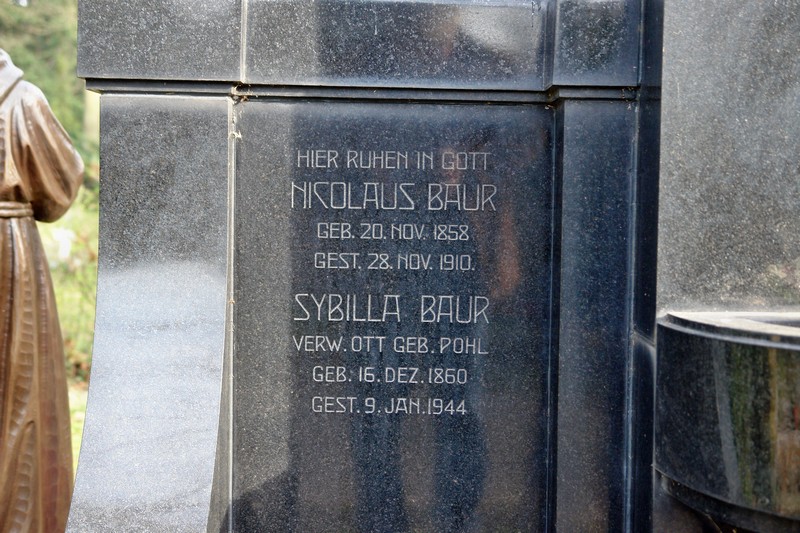 HIER RUHEN IN GOTT
NICOLAUS BAUR
GEB. 20. NOV. 1858
GEST. 28. NOV. 1910.
SYBILLA BAUR
VERW. OTT GEB. POHL
GEB. 16. DEZ. 1860
GEST. 9. JAN. 1944